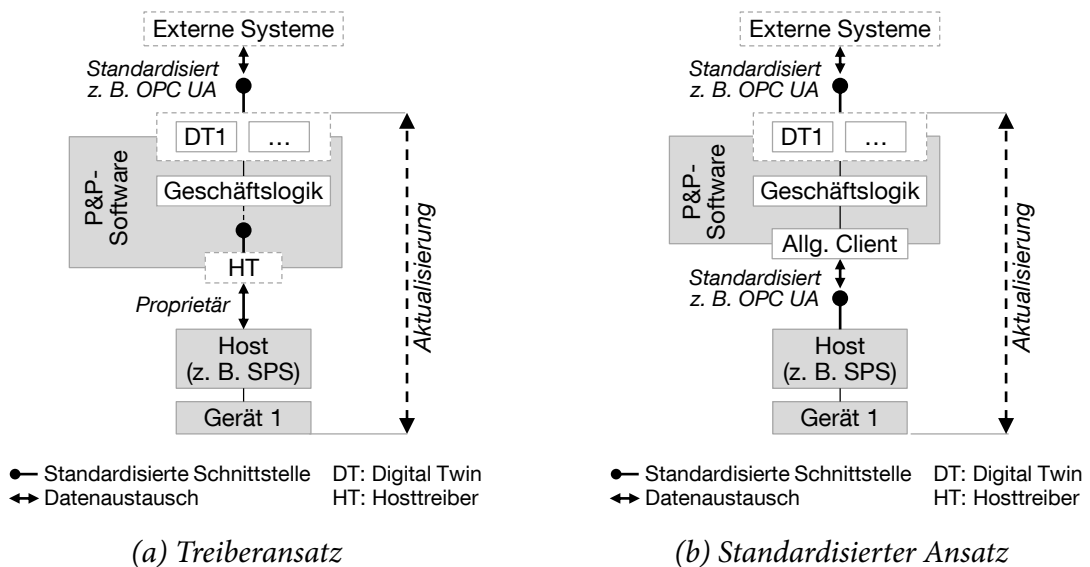 Externe Systeme
Standardisiert
z. B. OPC UA
DT1
…
P&P-
Software
Geschäftslogik
HT
Proprietär
Host
(z. B. SPS)
Gerät 1
Aktualisierung
Standardisierte Schnittstelle
DT: Digital Twin
Datenaustausch
HT: Hosttreiber
(a) Treiberansatz
Externe Systeme
Standardisiert
z. B. OPC UA
DT1
…
P&P-
Software
Geschäftslogik
Allg. Client
Standardisiert
z. B. OPC UA
Host
(z. B. SPS)
Gerät 1
Aktualisierung
Standardisierte Schnittstelle
DT: Digital Twin
Datenaustausch
HT: Hosttreiber
(b) Standardisierter Ansatz